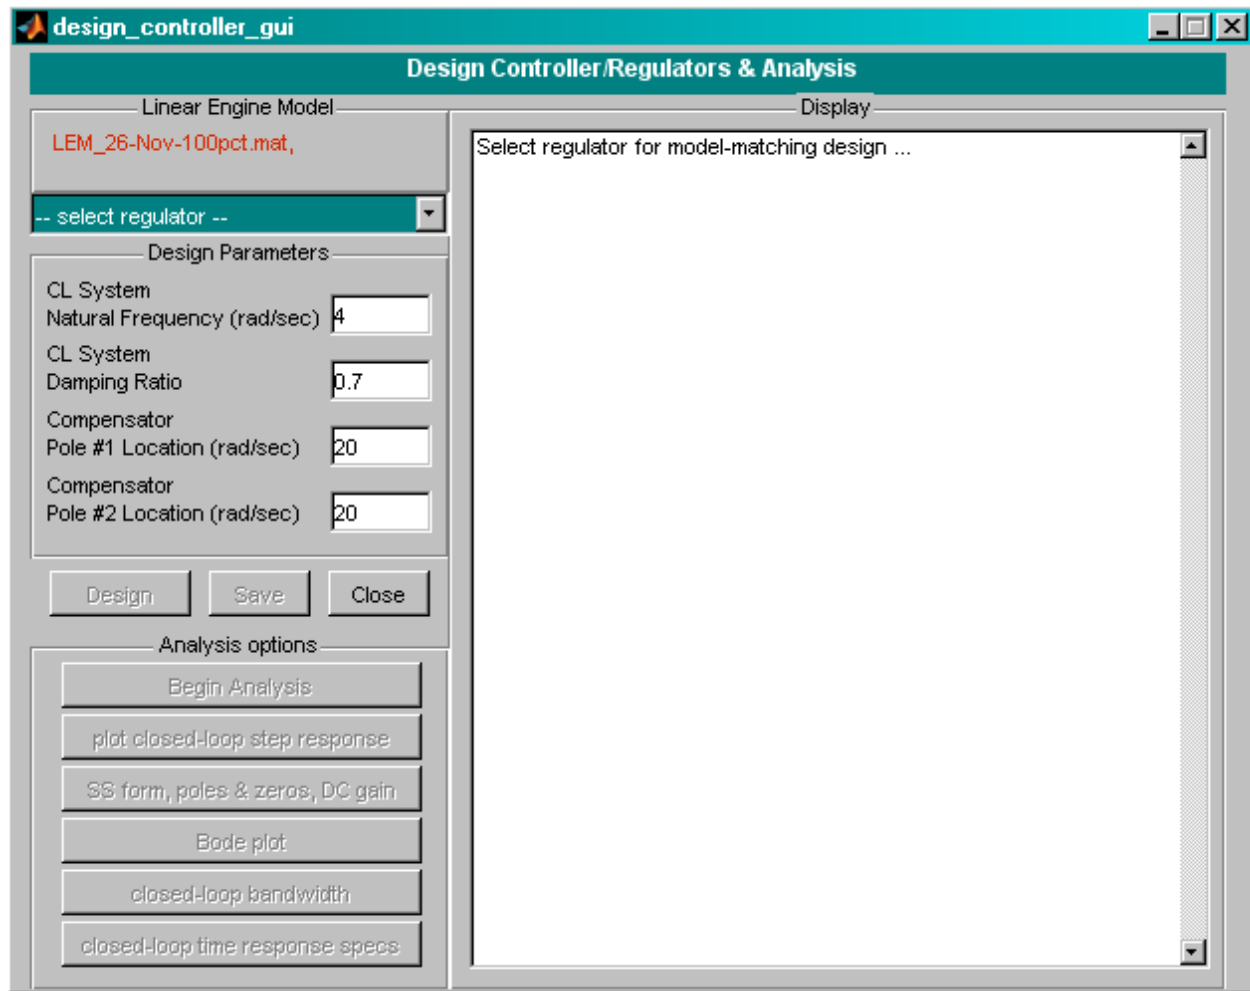 design_controller_gui
Design Controller/Regulators & Analysis
Linear Engine Model
LEM_26-Nov-100pct.mat,
-- select regulator --
Design Parameters
CL System
Natural Frequency (rad/sec) 4
CL System
Damping Ratio 0.7
Compensator
Pole #1 Location (rad/sec) 20
Compensator
Pole #2 Location (rad/sec) 20
Design Save Close
Analysis options
Begin Analysis
plot closed-loop step response
SS form, poles & zeros, DC gain
Bode plot
closed-loop bandwidth
closed-loop time response specs
Display
Select regulator for model-matching design ...